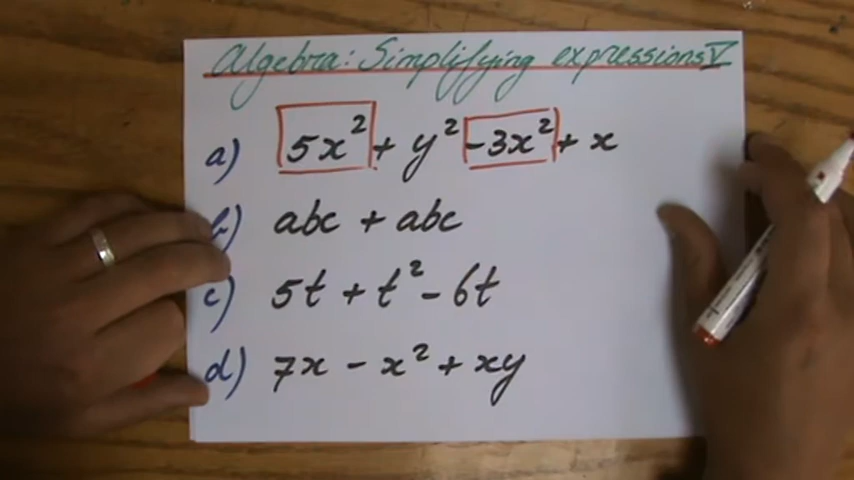 Algebra: Simplifying expressions V
a) 5x² + y² - 3x² + x
b) abc + abc
c) 5t + t² - 6t
d) 7x - x² + xy